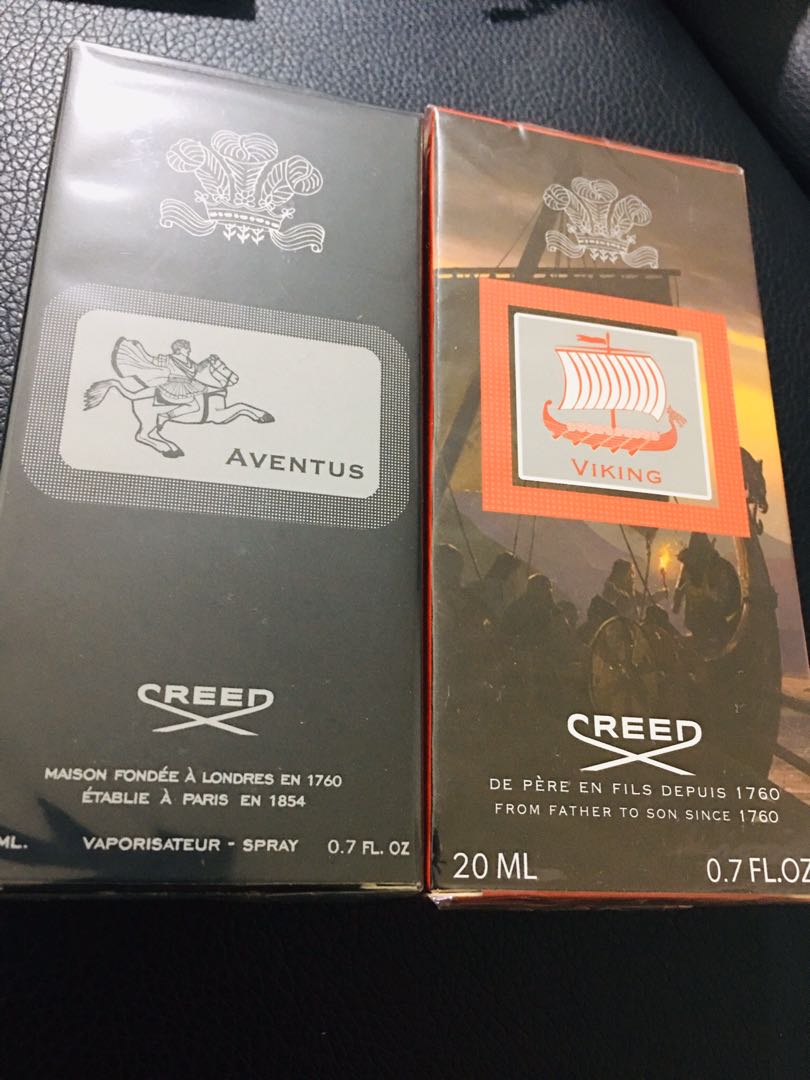 AVENTUS
CREED
MAISON FONDÉE À LONDRES EN 1760
ÉTABLIE À PARIS EN 1854
ML. VAPORISATEUR - SPRAY 0.7 FL. OZ
VIKING
CREED
DE PÈRE EN FILS DEPUIS 1760
FROM FATHER TO SON SINCE 1760
20 ML 0.7 FL.OZ